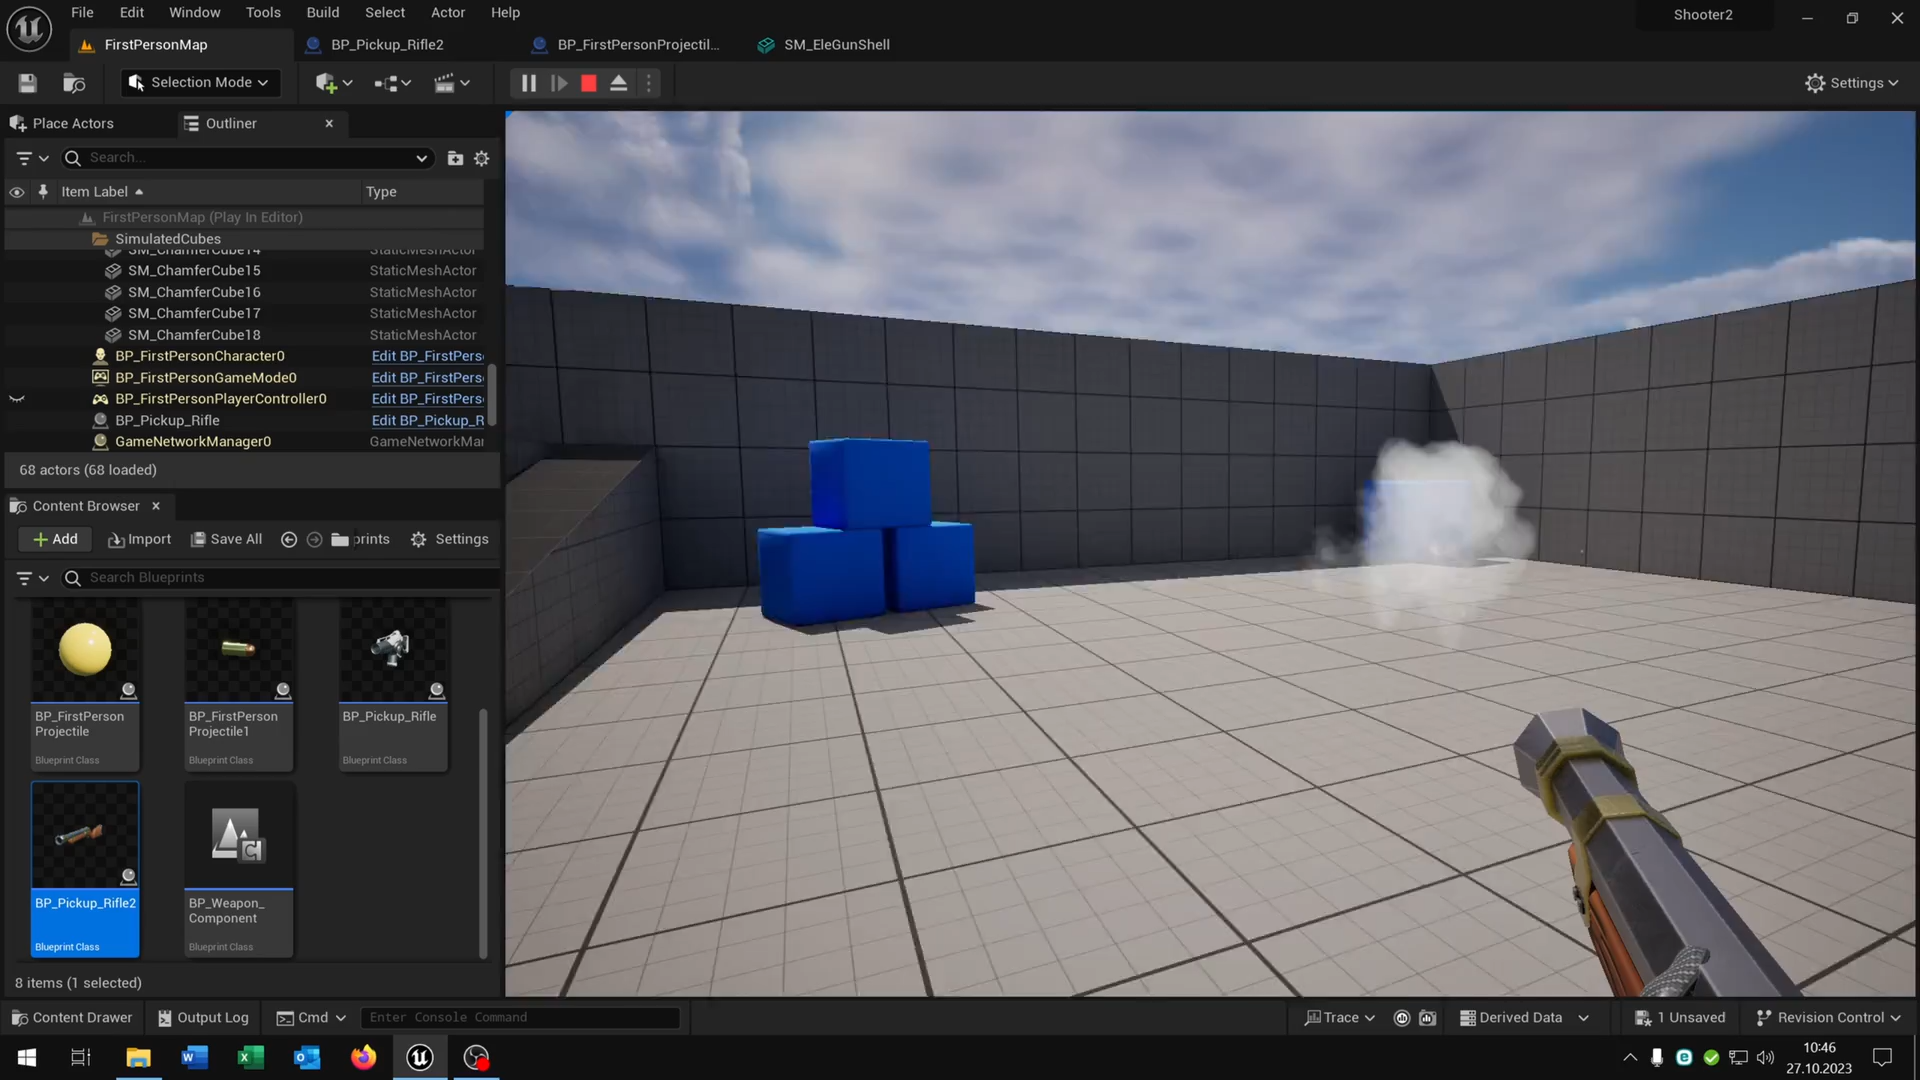 File Edit Window Tools Build Select Actor Help
Shooter2
FirstPersonMap
BP_Pickup_Rifle2
BP_FirstPersonProjectil...
SM_EleGunShell
Selection Mode
Settings
Place Actors
Outliner
Search...
Item Label
Type
FirstPersonMap (Play In Editor)
SimulatedCubes
SM_ChamferCube14 StaticMeshActor
SM_ChamferCube15 StaticMeshActor
SM_ChamferCube16 StaticMeshActor
SM_ChamferCube17 StaticMeshActor
SM_ChamferCube18 StaticMeshActor
BP_FirstPersonCharacter0 Edit BP_FirstPers
BP_FirstPersonGameMode0 Edit BP_FirstPers
BP_FirstPersonPlayerController0 Edit BP_FirstPers
BP_Pickup_Rifle Edit BP_Pickup_R
GameNetworkManager0 GameNetworkMar
68 actors (68 loaded)
Content Browser
Add
Import
Save All
prints
Settings
Search Blueprints
BP_FirstPerson
Projectile
Blueprint Class
BP_FirstPerson
Projectile1
Blueprint Class
BP_Pickup_Rifle
Blueprint Class
BP_Pickup_Rifle2
Blueprint Class
BP_Weapon_
Component
Blueprint Class
8 items (1 selected)
Content Drawer
Output Log
Cmd
Enter Console Command
Trace
Derived Data
1 Unsaved
Revision Control
10:46
27.10.2023